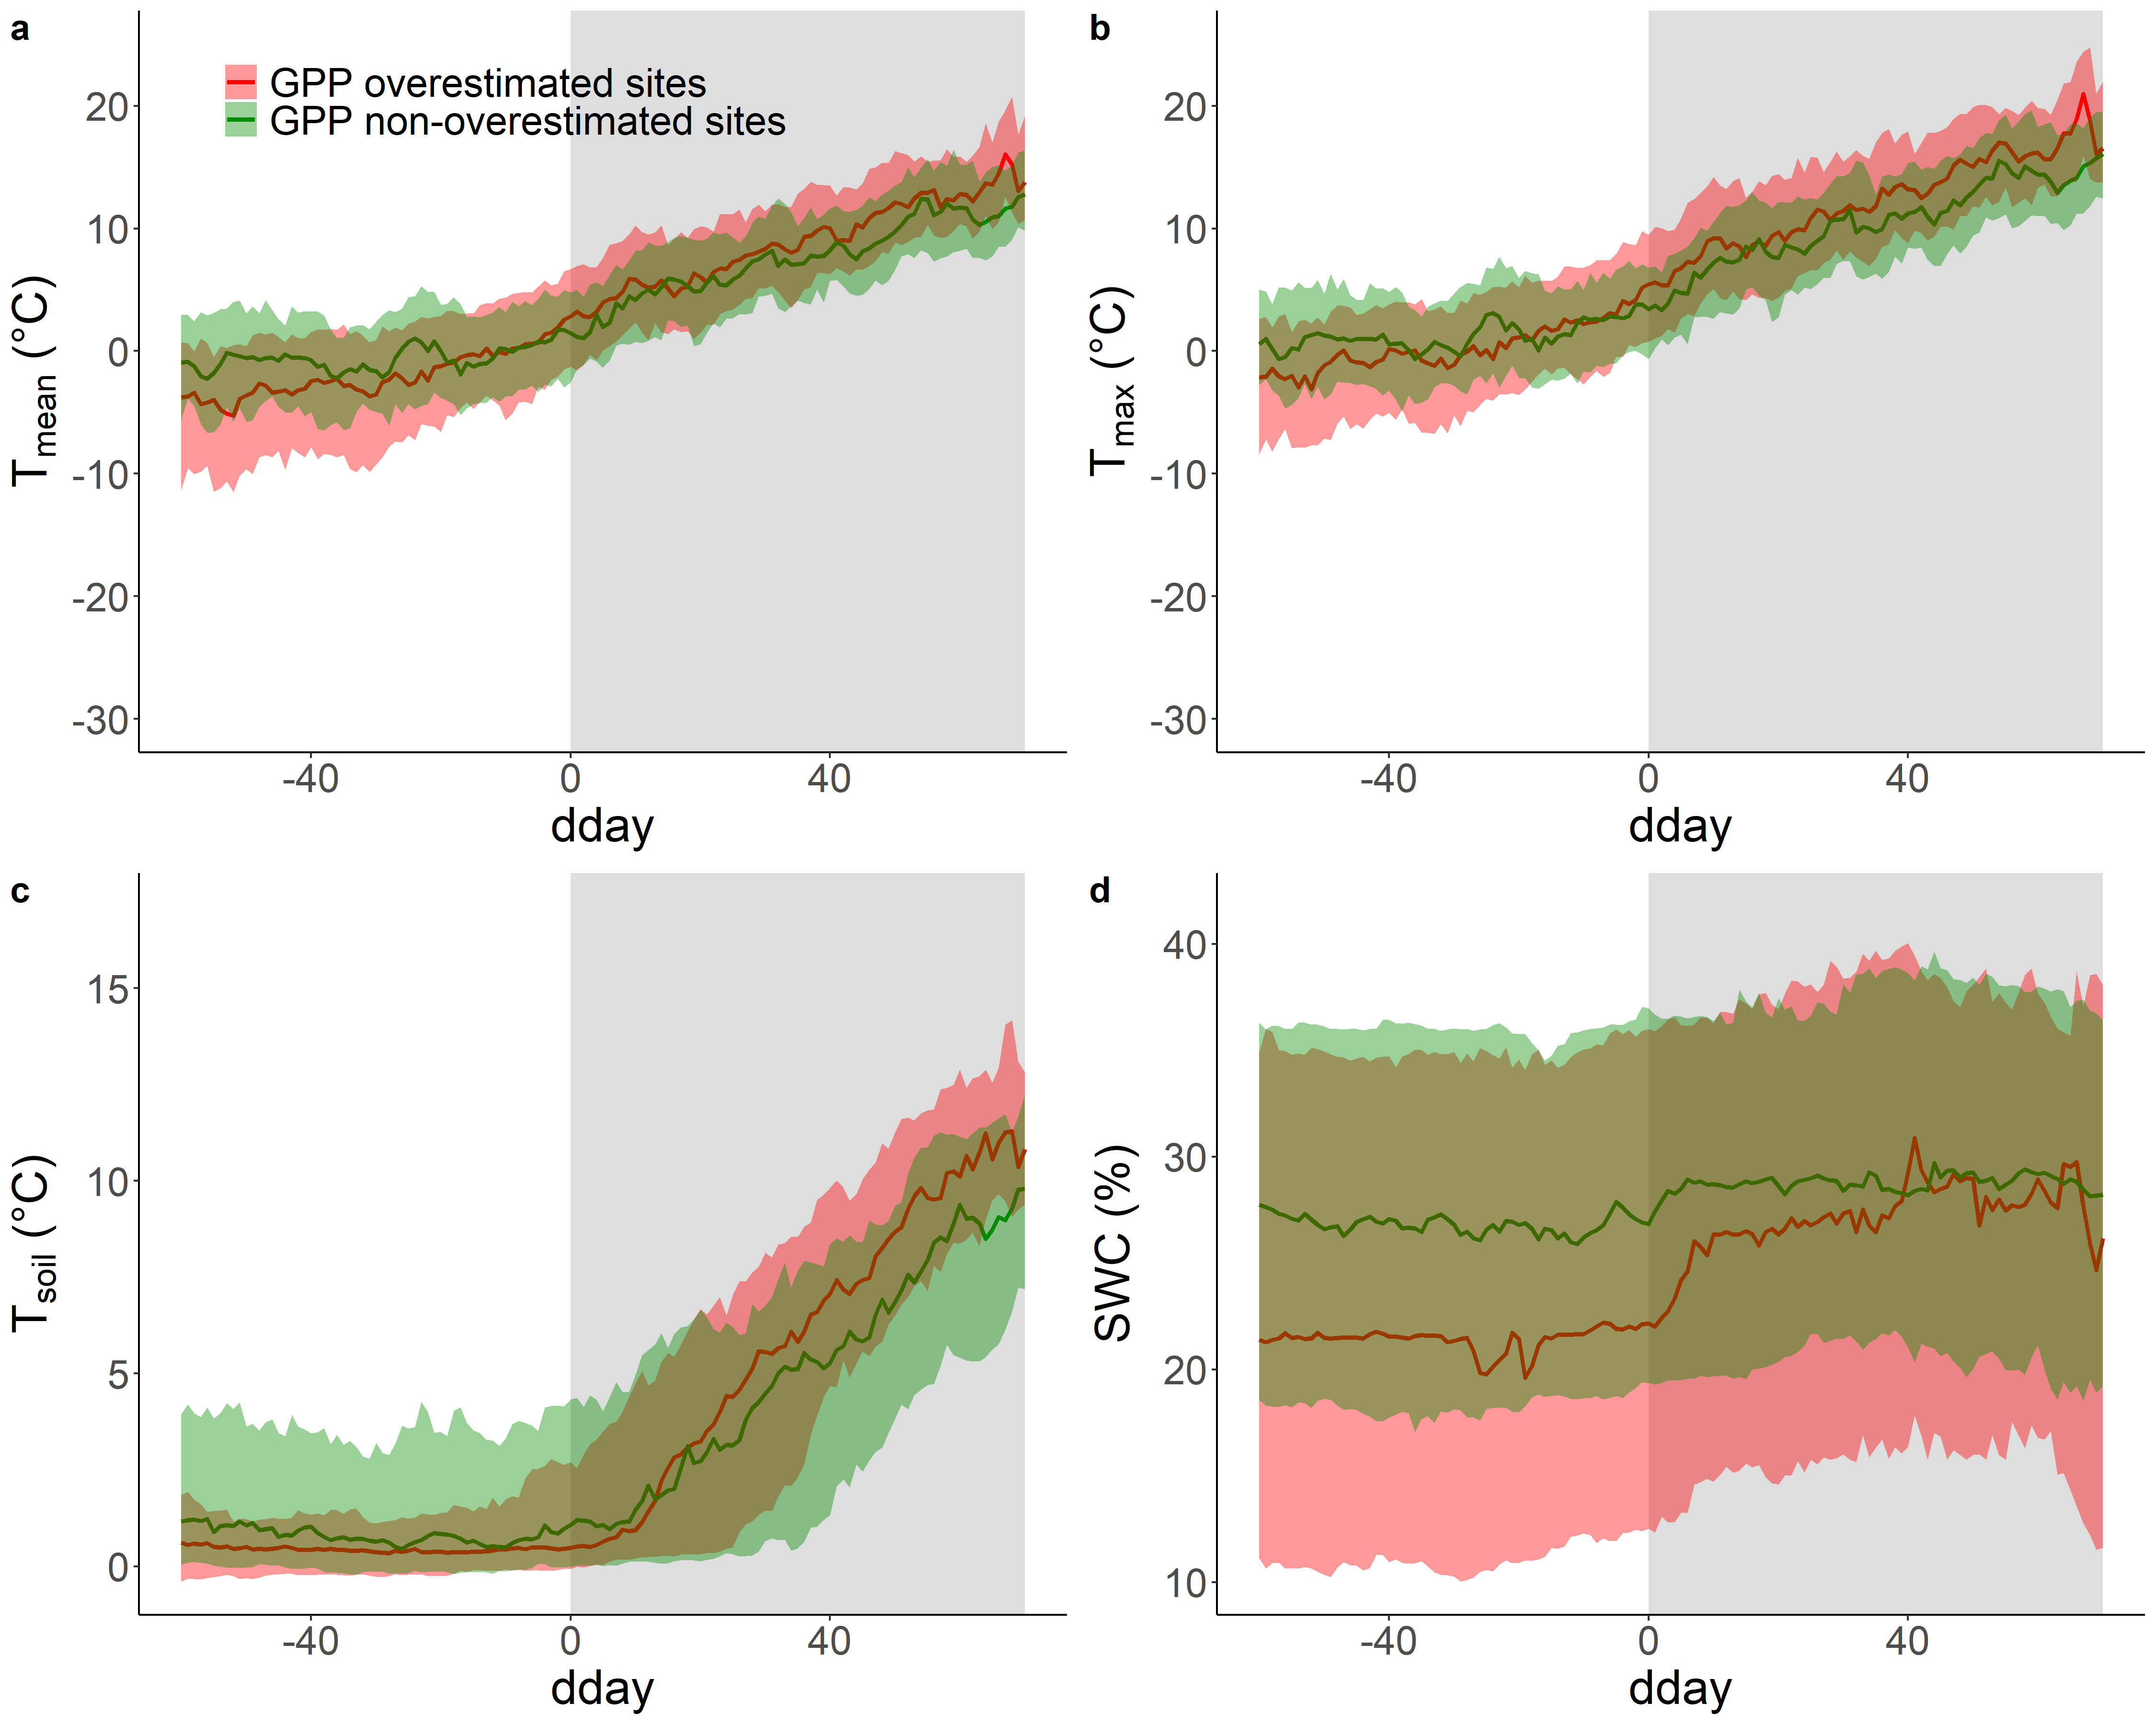 a
GPP overestimated sites
GPP non-overestimated sites
20
10
0
-10
-20
-30
Tmean (°C)
-40 0 40
dday
b
20
10
0
-10
-20
-30
Tmax (°C)
-40 0 40
dday
c
15
10
5
0
Tsoil (°C)
-40 0 40
dday
d
40
30
20
10
SWC (%)
-40 0 40
dday